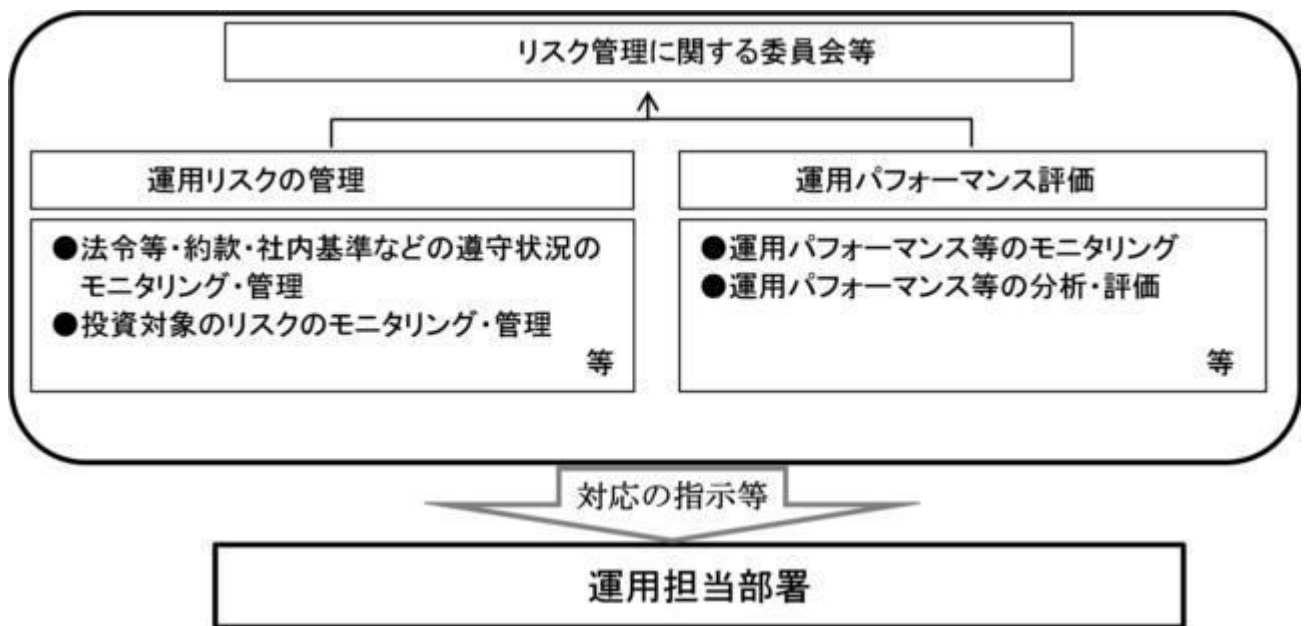 リスク管理に関する委員会等
運用リスクの管理
●法令等・約款・社内基準などの遵守状況の
モニタリング・管理
●投資対象のリスクのモニタリング・管理
等
運用パフォーマンス評価
●運用パフォーマンス等のモニタリング
●運用パフォーマンス等の分析・評価
等
対応の指示等
運用担当部署